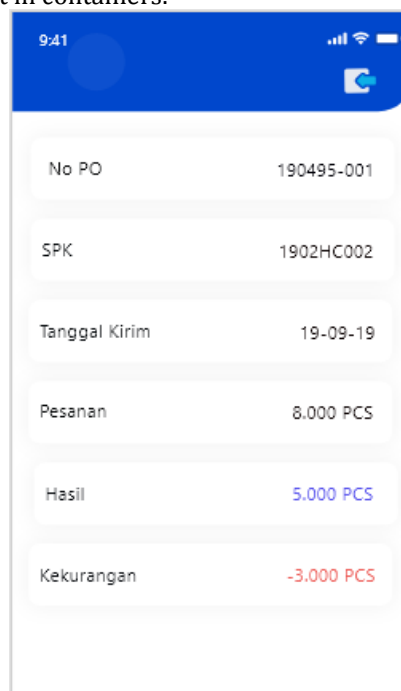 t in containers.
9:41
No PO 190495-001
SPK 1902HC002
Tanggal Kirim 19-09-19
Pesanan 8.000 PCS
Hasil 5.000 PCS
Kekurangan -3.000 PCS